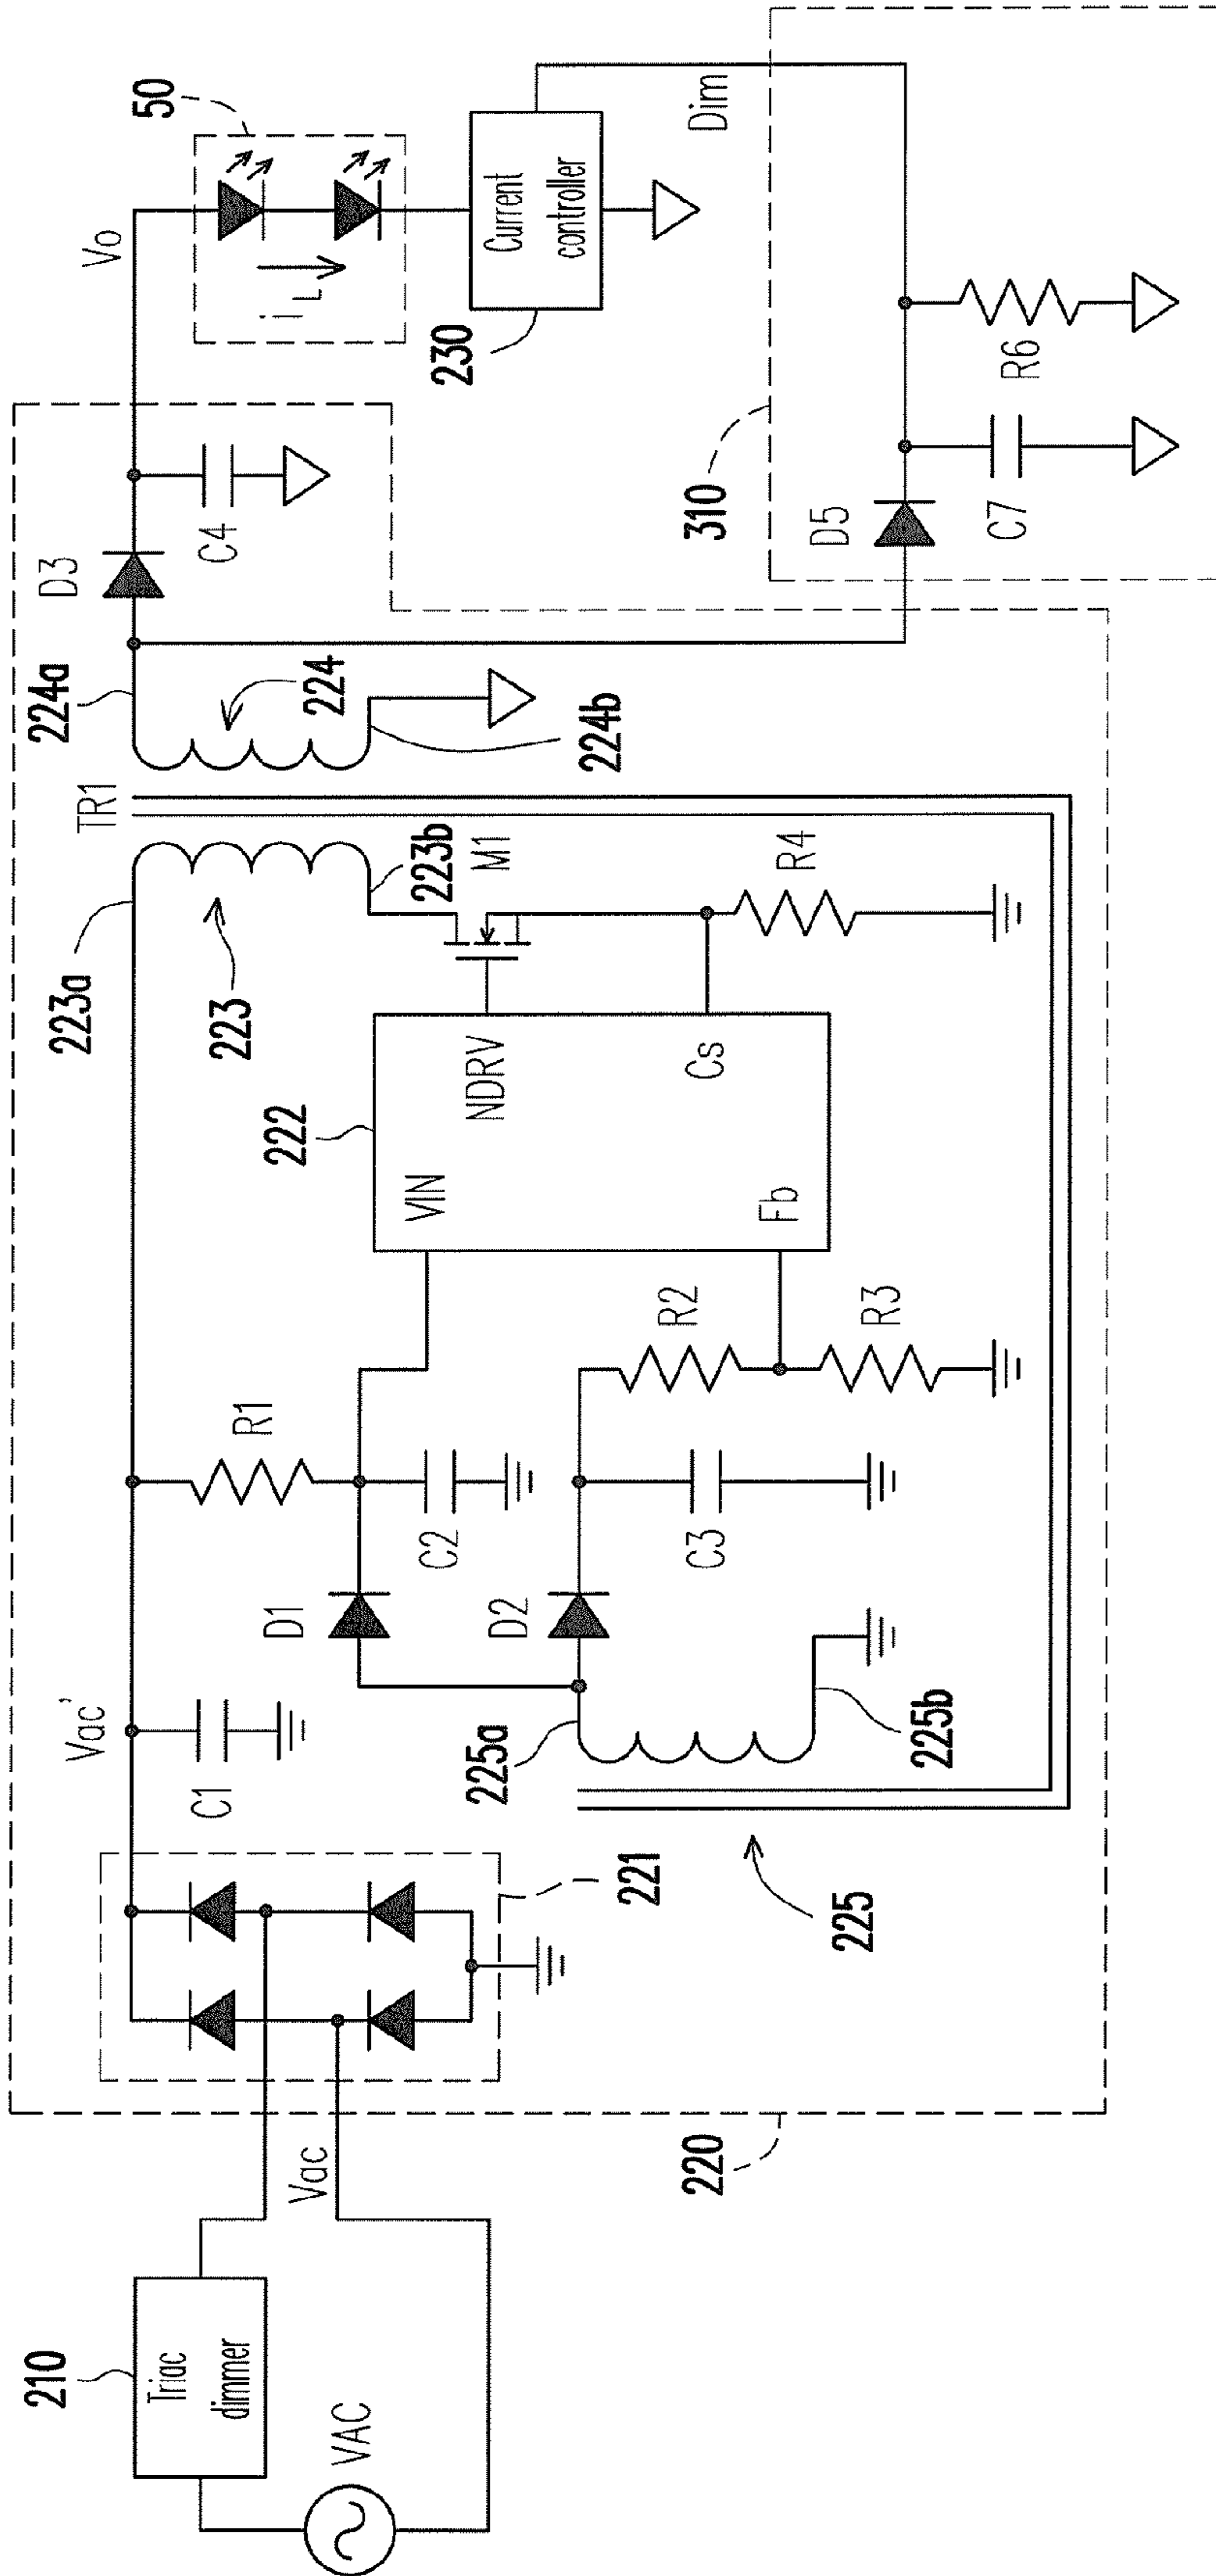 210
Triac
dimmer
VAC
Vac
220
221
Vac'
C1
225
225a
225b
D1
D2
C2
C3
R1
R2
R3
222
VIN
Fb
NDRV
Cs
223a
223
223b
M1
R4
TR1
224a
224
224b
D3
C4
Vo
50
iL
Current
controller
230
Dim
310
D5
C7
R6